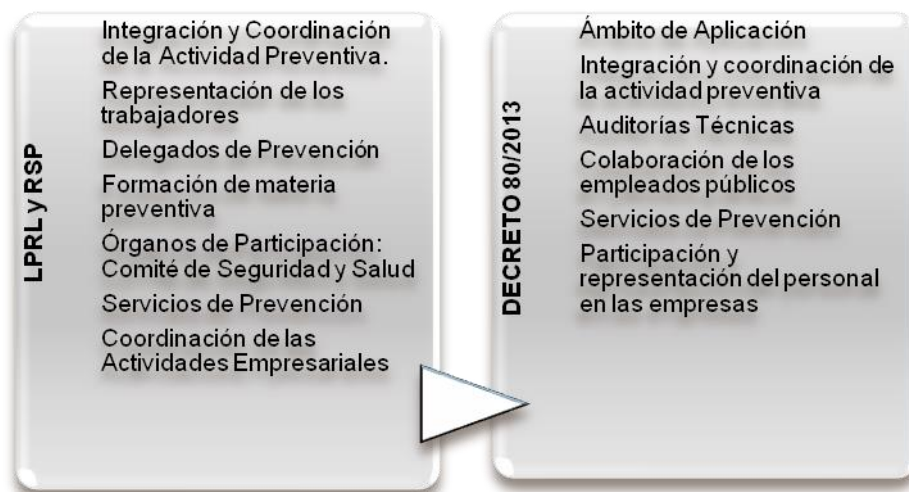 LPRL y RSP
Integración y Coordinación
de la Actividad Preventiva.
Representación de los
trabajadores
Delegados de Prevención
Formación de materia
preventiva
Órganos de Participación:
Comité de Seguridad y Salud
Servicios de Prevención
Coordinación de las
Actividades Empresariales
DECRETO 80/2013
Ámbito de Aplicación
Integración y coordinación de
la actividad preventiva
Auditorías Técnicas
Colaboración de los
empleados públicos
Servicios de Prevención
Participación y
representación del personal
en las empresas